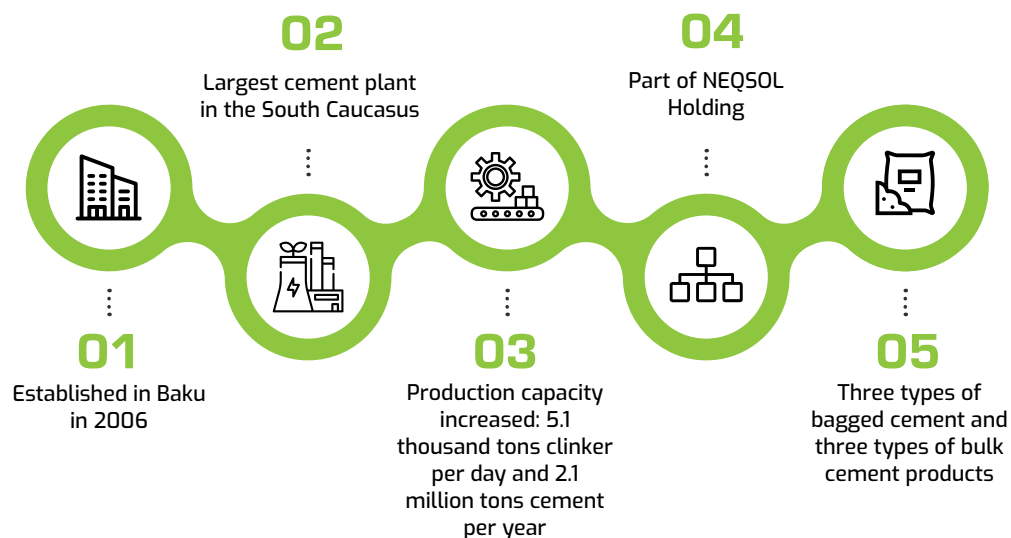 01
Established in Baku
in 2006
02
Largest cement plant
in the South Caucasus
03
Production capacity
increased: 5.1
thousand tons clinker
per day and 2.1
million tons cement
per year
04
Part of NEQSOL
Holding
05
Three types of
bagged cement and
three types of bulk
cement products